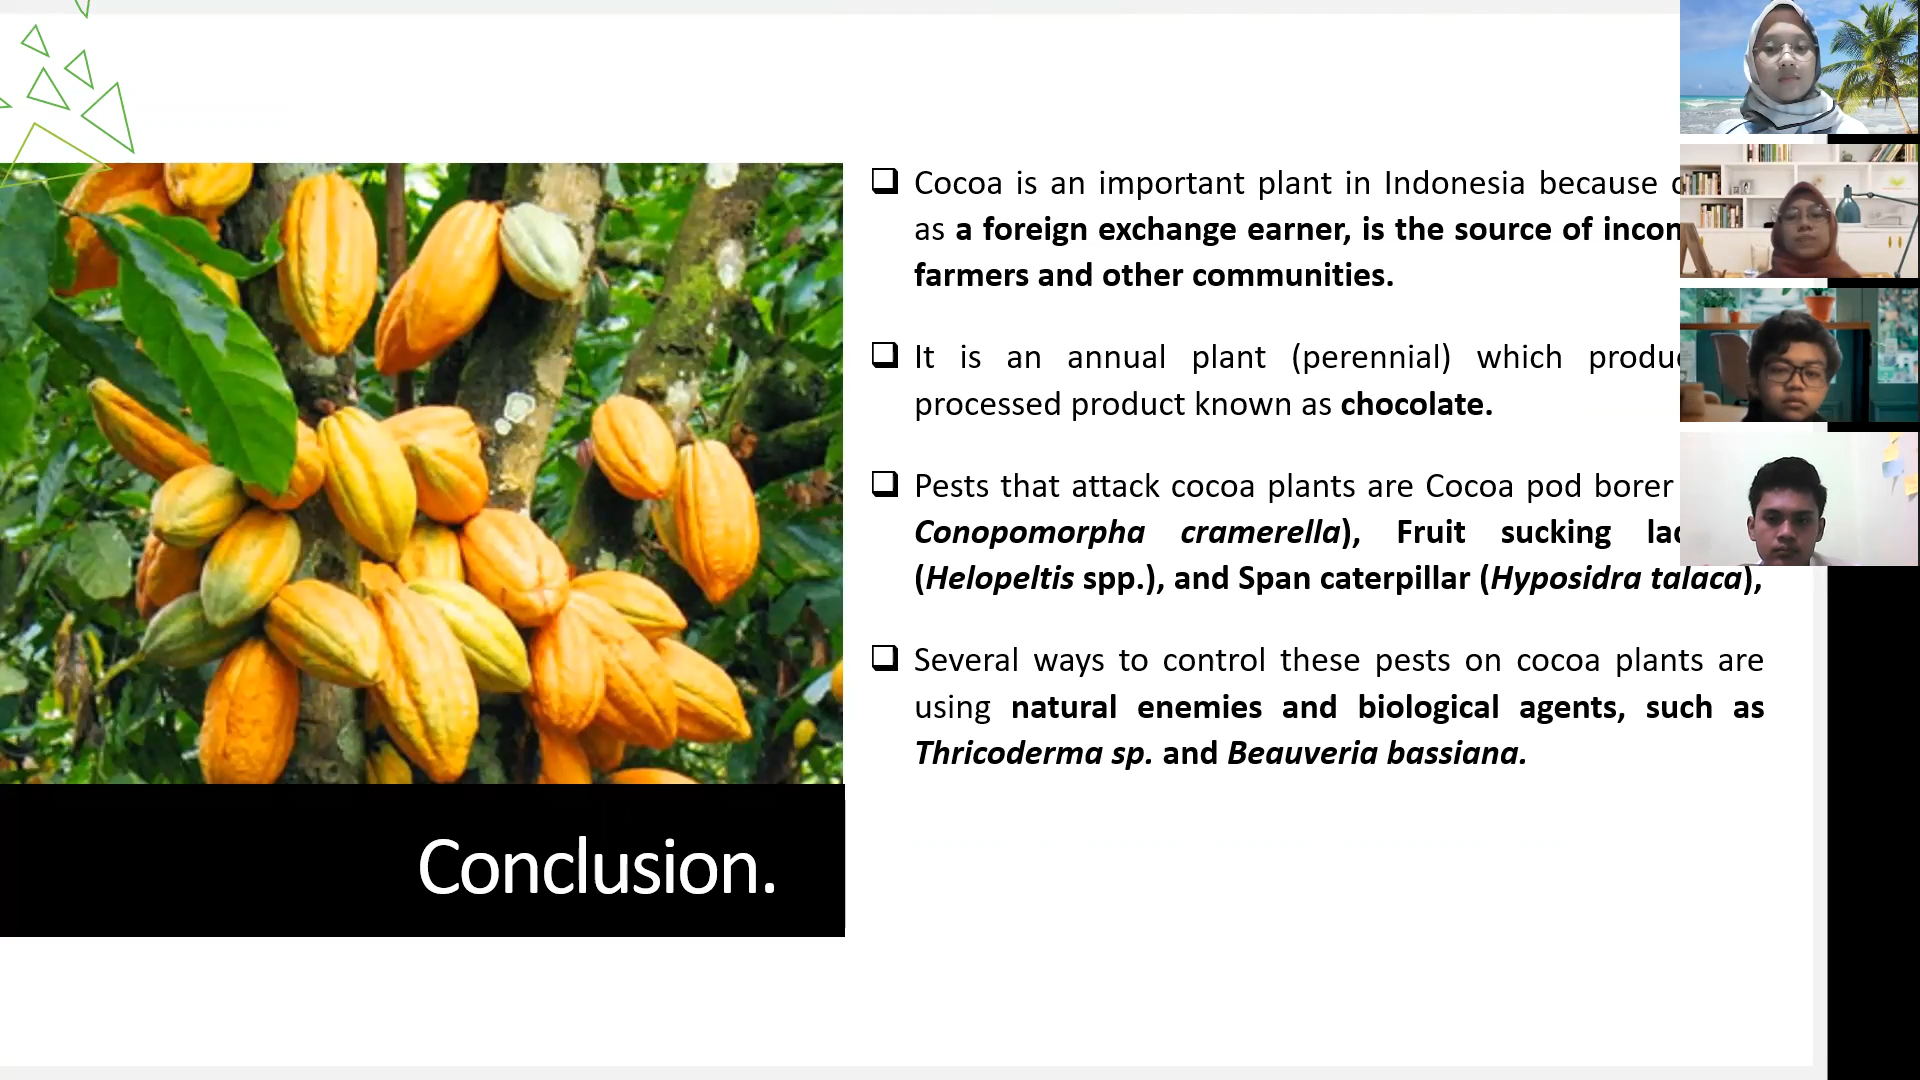 Cocoa is an important plant in Indonesia because
as a foreign exchange earner, is the source of
farmers and other communities.
It is an annual plant (perennial) which
processed product known as chocolate.
Pests that attack cocoa plants are Cocoa pod borer
Conopomorpha cramerella), Fruit sucking
(Helopeltis spp.), and Span caterpillar (Hyposidra talaca),
Several ways to control these pests on cocoa plants are
using natural enemies and biological agents, such as
Thricoderma sp. and Beauveria bassiana.
Conclusion.